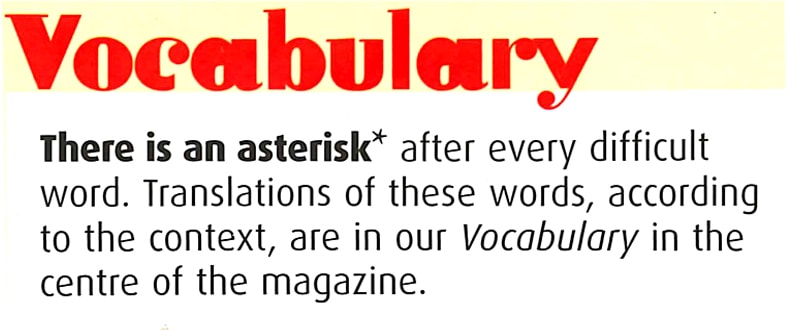 Vocabulary
There is an asterisk* after every difficult
word. Translations of these words, according
to the context, are in our Vocabulary in the
centre of the magazine.